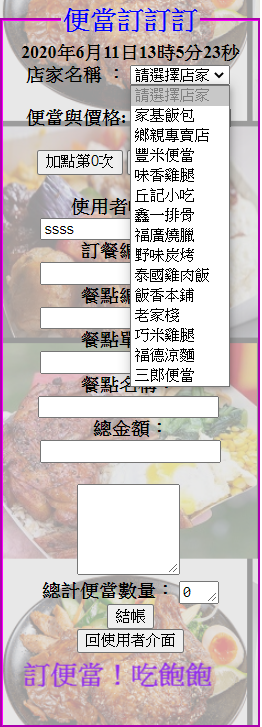 便當訂訂訂
2020年6月11日13時5分23秒
店家名稱 ： 請選擇店家
請選擇店家
家基飯包
鄉親專賣店
豐米便當
味香雞腿
丘記小吃
鑫一排骨
福廣燒臘
野味炭烤
泰國雞肉飯
飯香本鋪
老家棧
巧米雞腿
福德涼麵
三郎便當
便當與價格:
加點第0次
使用者
ssss
訂餐編
餐點編
餐點單
餐點名稱：
總金額：
總計便當數量： 0
結帳
回使用者介面
訂便當！吃飽飽